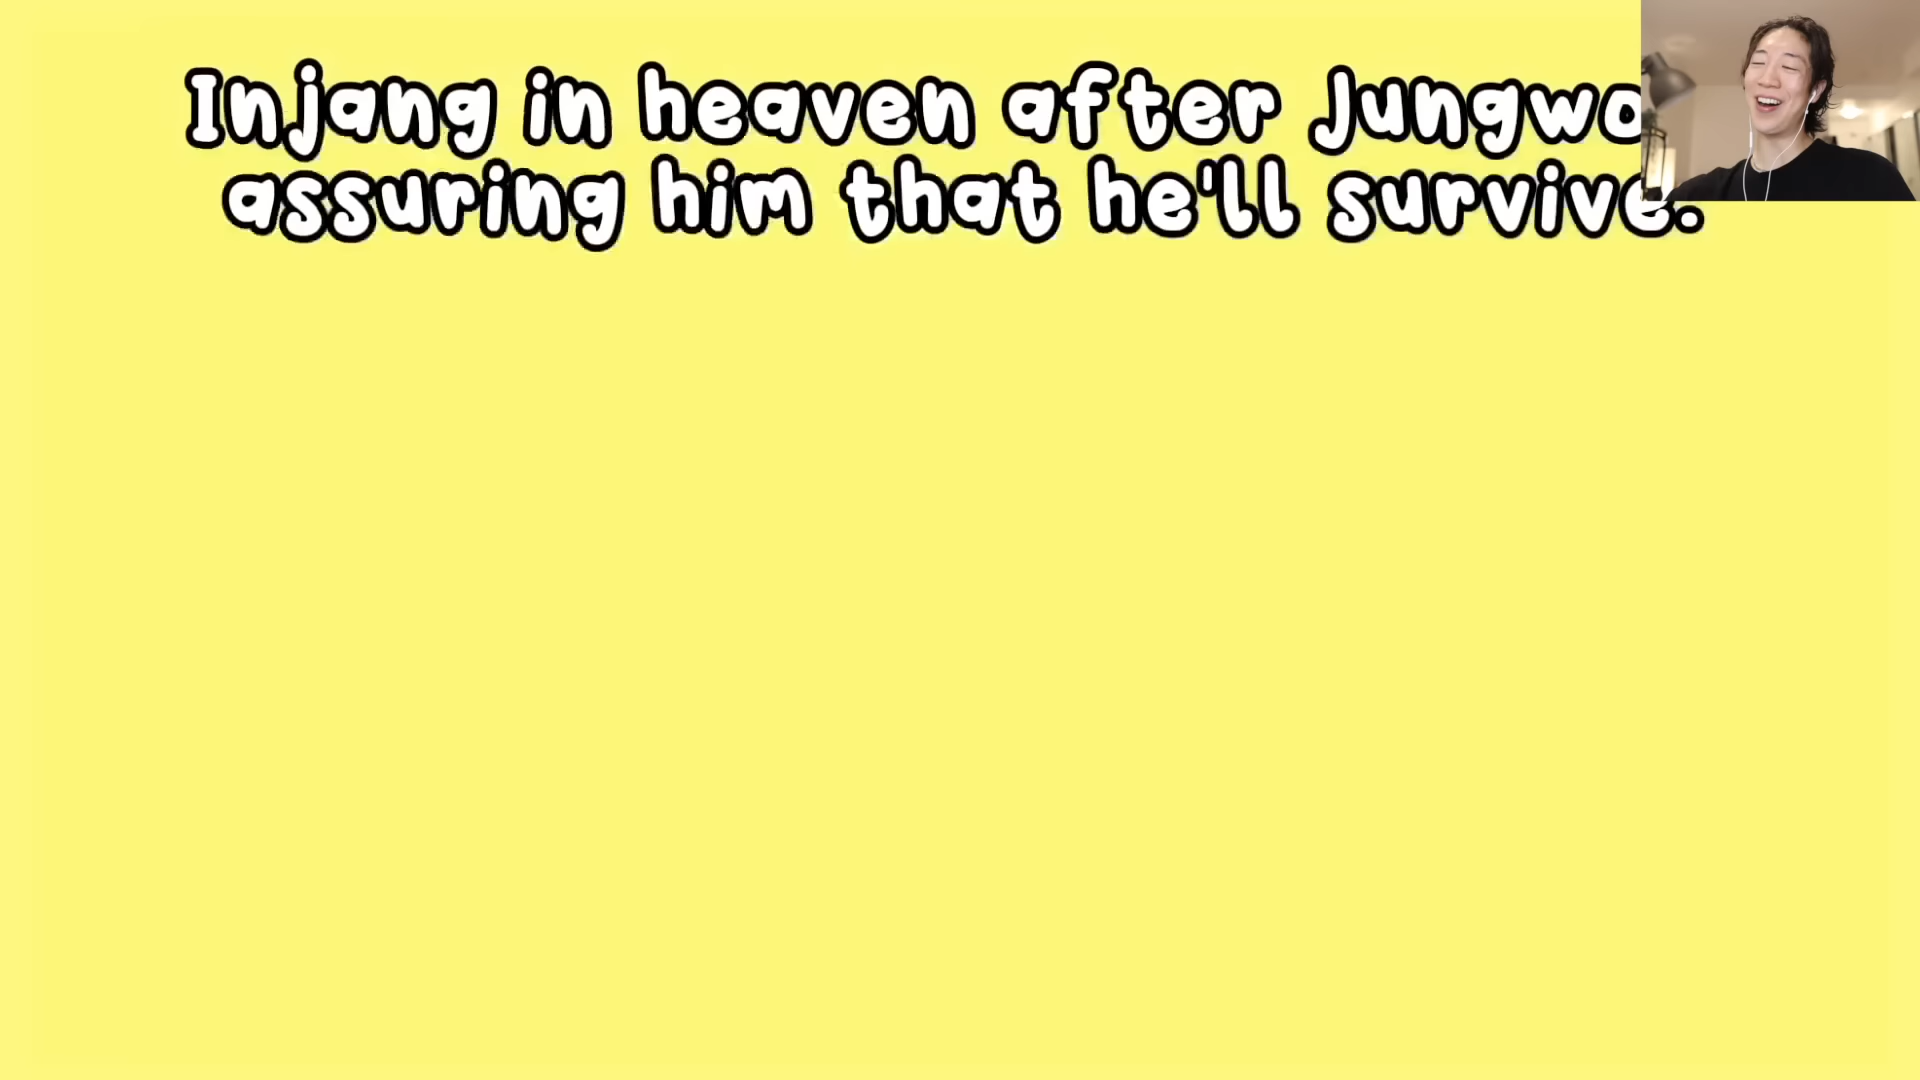 Injang in heaven after
assuring him that he'll survive.